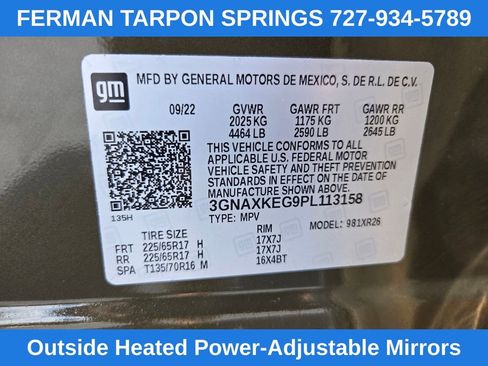 FERMAN TARPON SPRINGS 727-934-5789
gm
MFD BY GENERAL MOTORS DE MEXICO, S. DE R.L. DE C.V.
09/22 GVWR GAWR FRT GAWR RR
2025 KG 1175 KG 1200 KG
4464 LB 2590 LB 2645 LB
THIS VEHICLE CONFORMS TO ALL
APPLICABLE U.S. FEDERAL MOTOR
VEHICLE SAFETY AND THEFT PREVENTION
STANDARDS IN EFFECT ON THE DATE OF
MANUFACTURE SHOWN ABOVE.
3GNAXKEG9PL113158
135H TYPE: MPV MODEL: 981XR26
TIRE SIZE RIM
FRT 225/65R17 H 17X7J
RR 225/65R17 H 17X7J
SPA T135/70R16 M 16X4BT
Outside Heated Power-Adjustable Mirrors